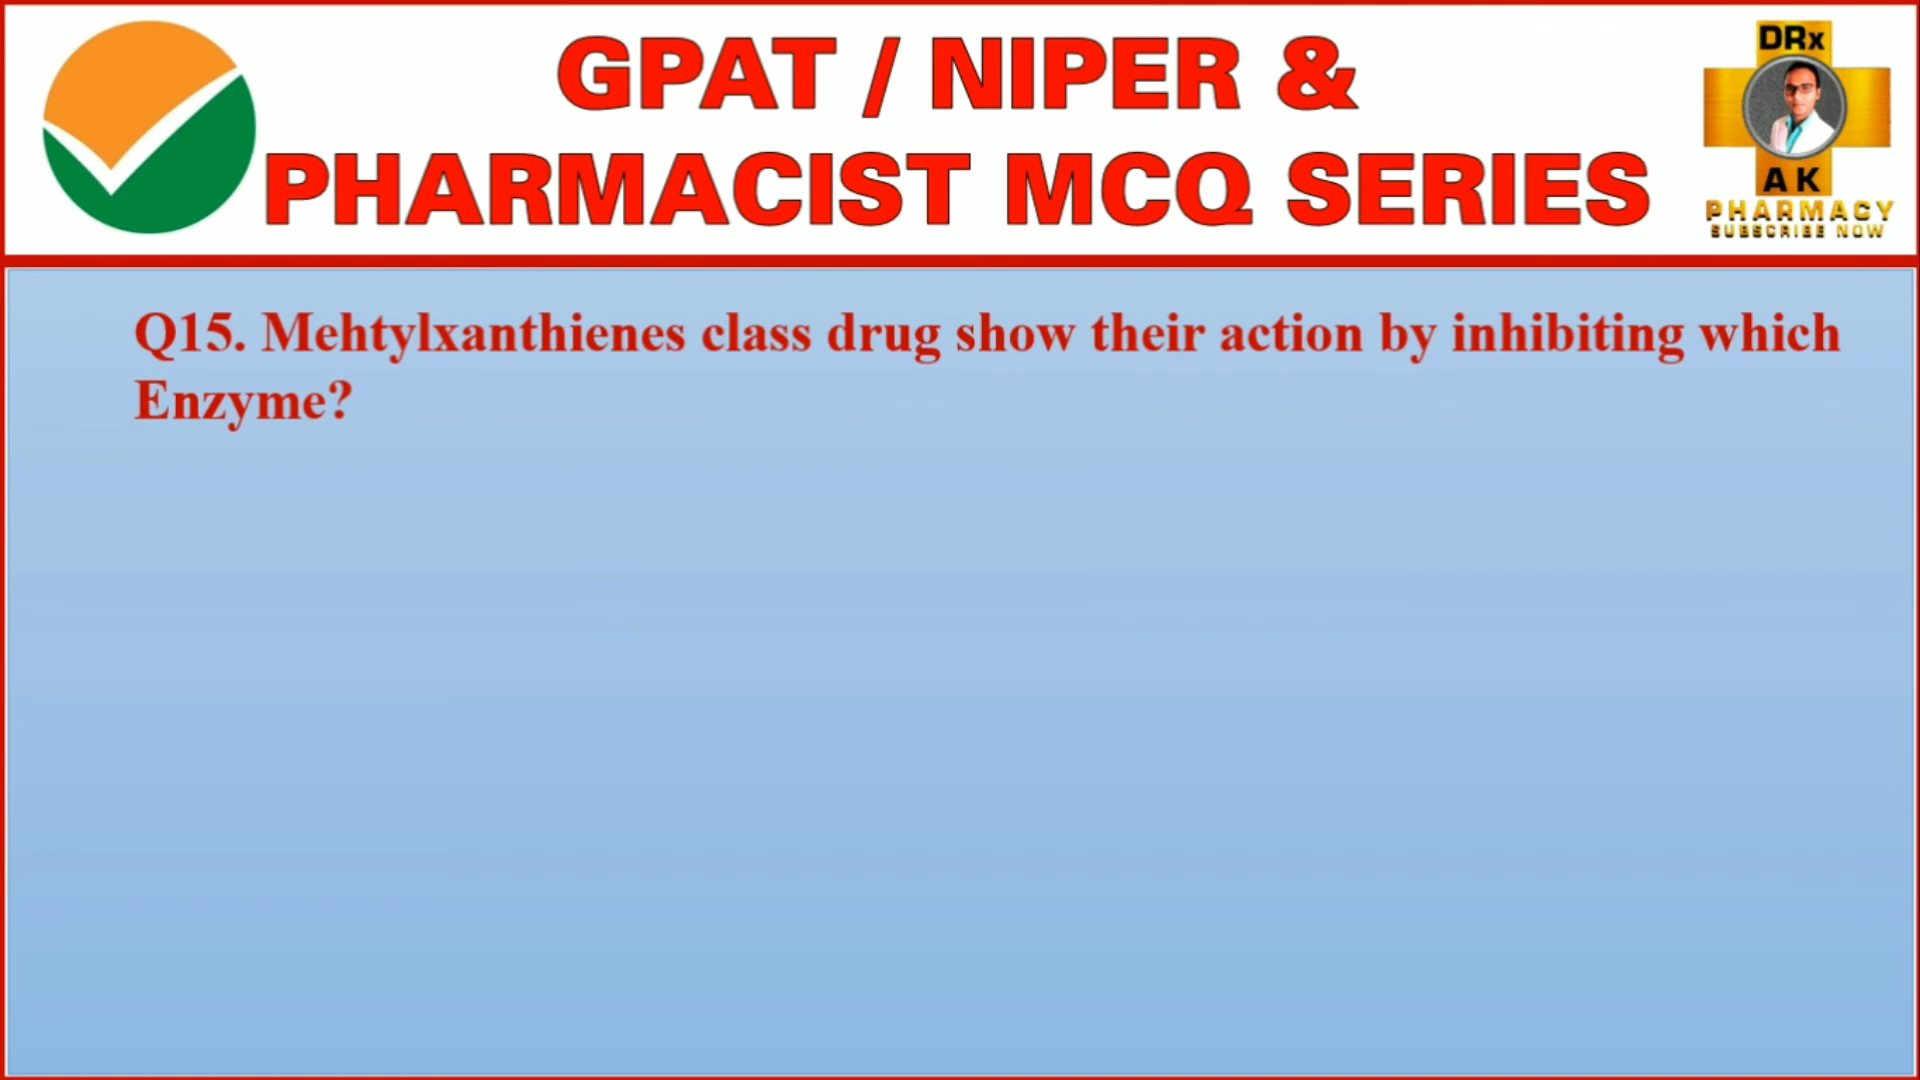 GPAT / NIPER &
PHARMACIST MCQ SERIES
DRx
AK
PHARMACY
SUBSCRIBE NOW
Q15. Mehtylxanthienes class drug show their action by inhibiting which
Enzyme?